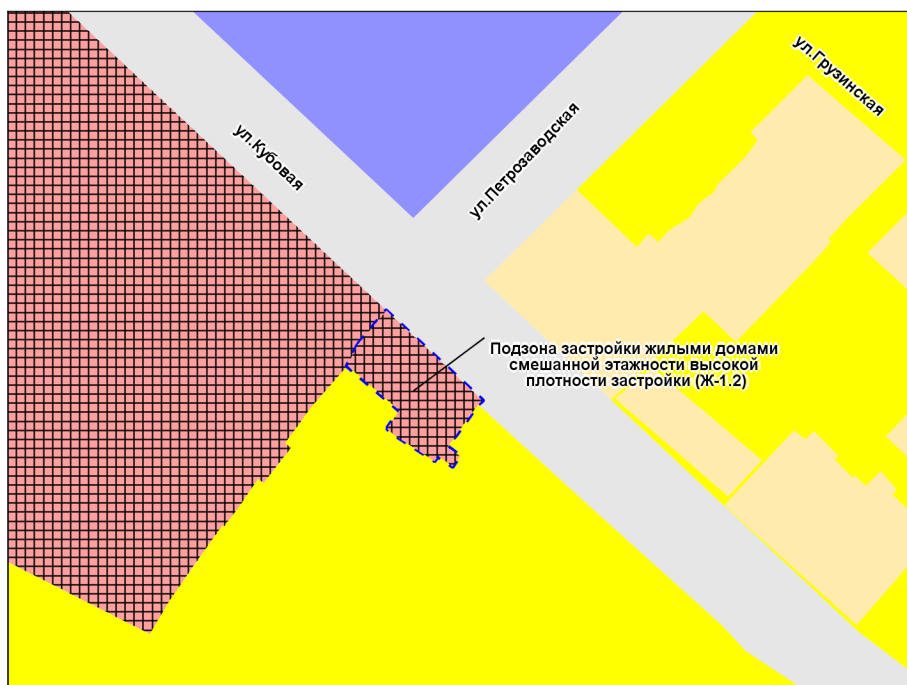 ул.Грузинская
ул.Кубовая
ул.Петрозаводская
Подзона застройки жилыми домами
смешанной этажности высокой
плотности застройки (Ж-1.2)